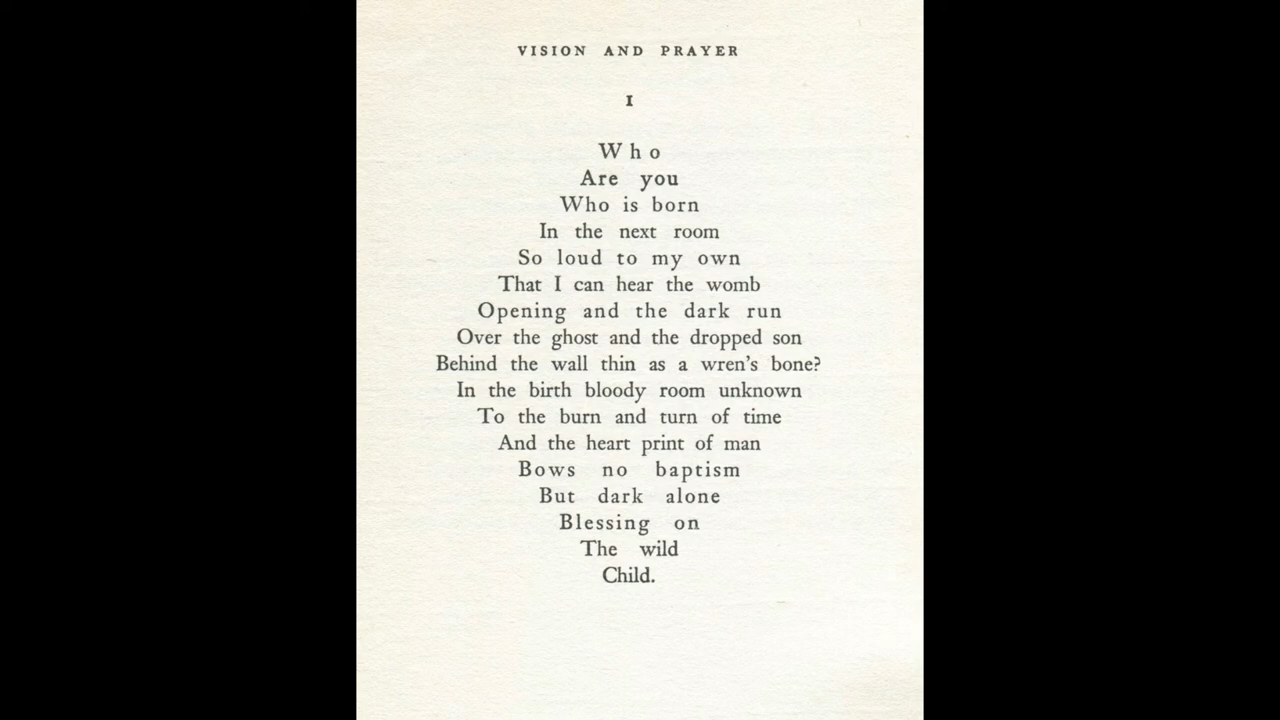 VISION AND PRAYER
I
Who
Are you
Who is born
In the next room
So loud to my own
That I can hear the womb
Opening and the dark run
Over the ghost and the dropped son
Behind the wall thin as a wren's bone?
In the birth bloody room unknown
To the burn and turn of time
And the heart print of man
Bows no baptism
But dark alone
Blessing on
The wild
Child.